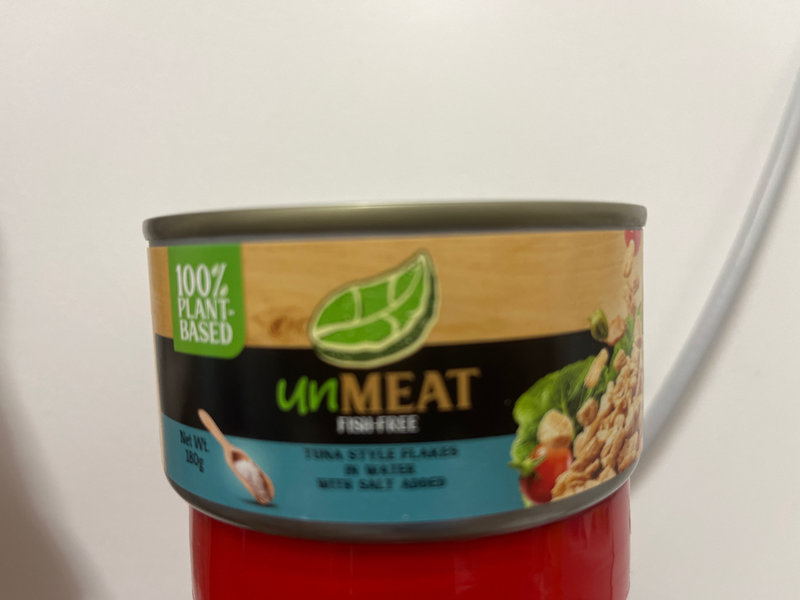 100%
PLANT-
BASED
unMEAT
FISH-FREE
Net Wt.
180g
TUNA STYLE FLAKES
IN WATER
WITH SALT ADDED